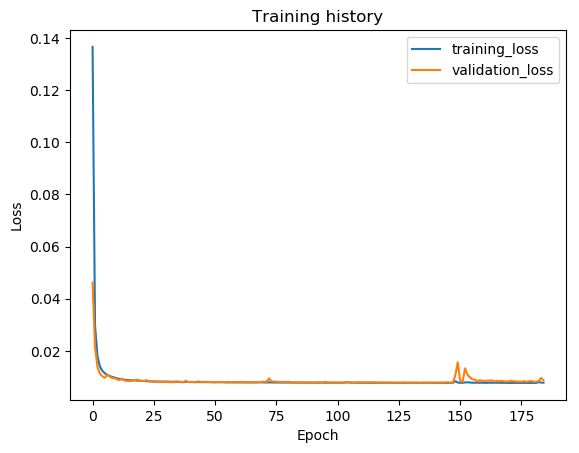 Training history
training_loss
validation_loss
0.14
0.12
0.10
0.08
0.06
0.04
0.02
Loss
0 25 50 75 100 125 150 175
Epoch